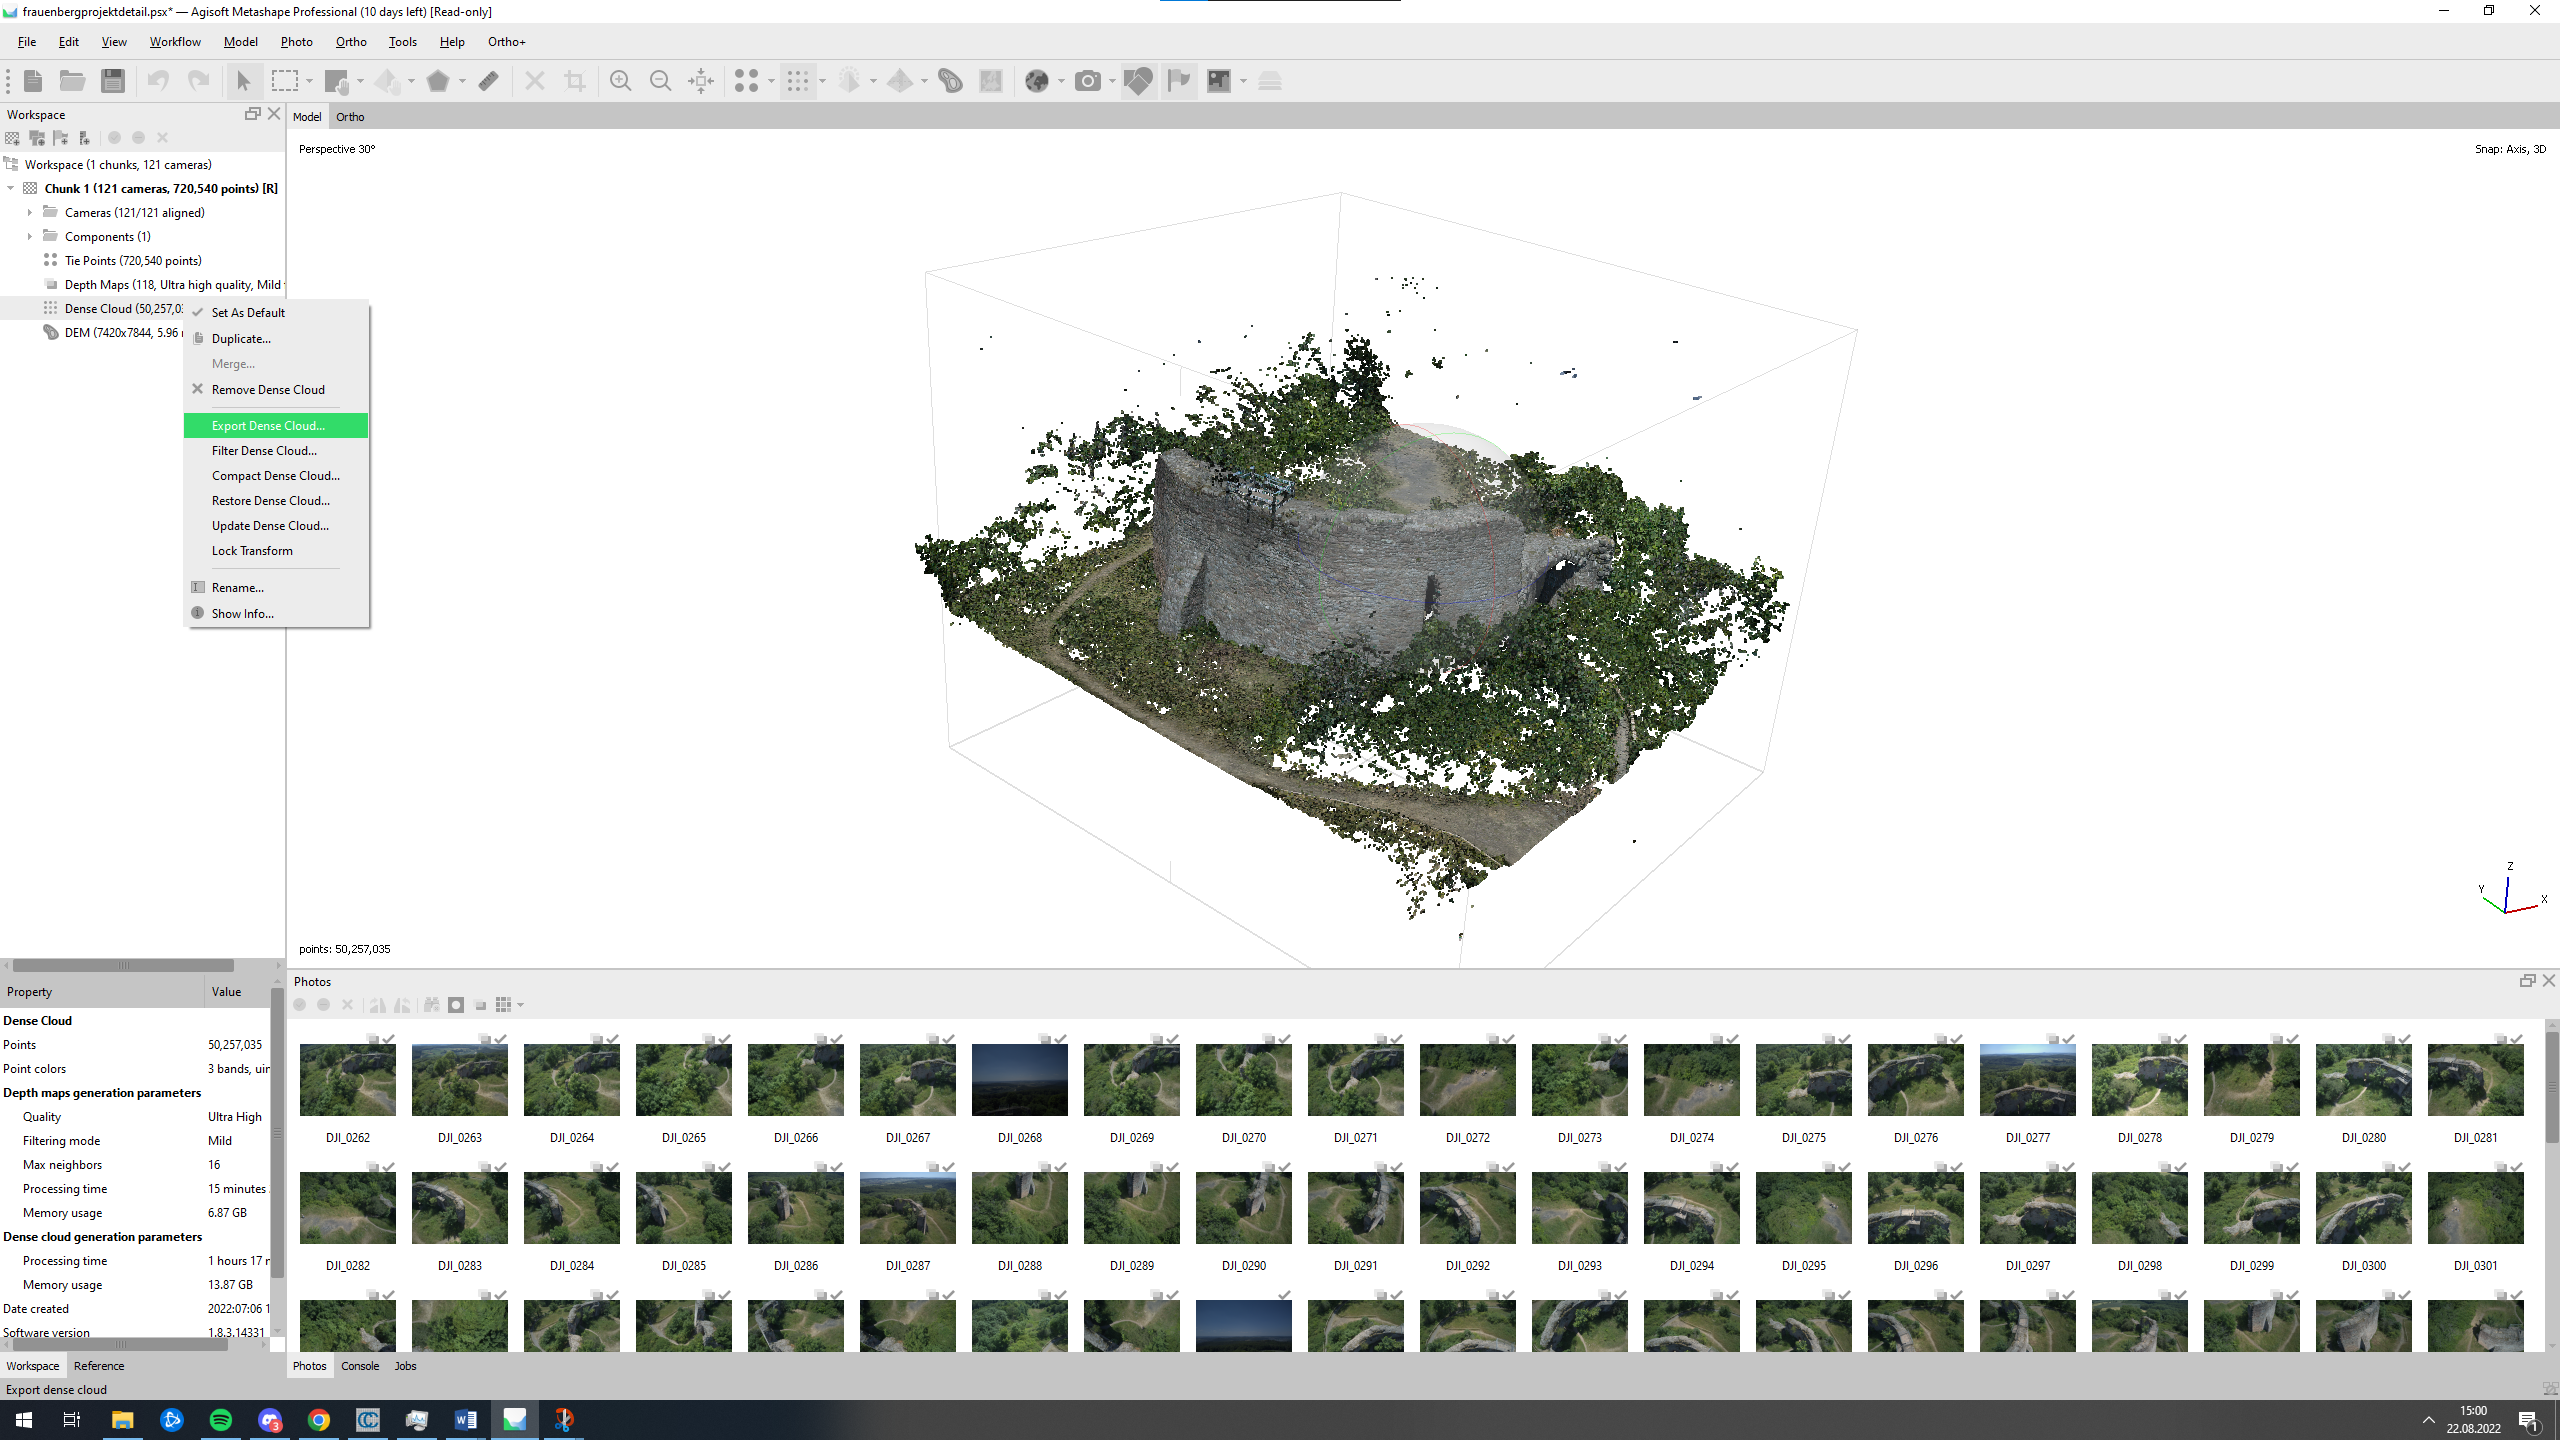 frauenbergprojektdetail.psx* — Agisoft Metashape Professional (10 days left) [Read-only]
File Edit View Workflow Model Photo Ortho Tools Help Ortho+
Workspace
Model Ortho
Perspective 30°
Snap: Axis, 3D
Workspace (1 chunks, 121 cameras)
Chunk 1 (121 cameras, 720,540 points) [R]
Cameras (121/121 aligned)
Components (1)
Tie Points (720,540 points)
Depth Maps (118, Ultra high quality, Mild
Dense Cloud (50,257,03
DEM (7420x7844, 5.96
Set As Default
Duplicate...
Merge...
Remove Dense Cloud
Export Dense Cloud...
Filter Dense Cloud...
Compact Dense Cloud...
Restore Dense Cloud...
Update Dense Cloud...
Lock Transform
Rename...
Show Info...
Z
Y
X
points: 50,257,035
Property Value
Dense Cloud
Points 50,257,035
Point colors 3 bands, uin
Depth maps generation parameters
Quality Ultra High
Filtering mode Mild
Max neighbors 16
Processing time 15 minutes
Memory usage 6.87 GB
Dense cloud generation parameters
Processing time 1 hours 17
Memory usage 13.87 GB
Date created 2022:07:06 1
Software version 1.8.3.14331
Photos
DJI_0262 DJI_0263 DJI_0264 DJI_0265 DJI_0266 DJI_0267 DJI_0268 DJI_0269 DJI_0270 DJI_0271 DJI_0272 DJI_0273 DJI_0274 DJI_0275 DJI_0276 DJI_0277 DJI_0278 DJI_0279 DJI_0280 DJI_0281
DJI_0282 DJI_0283 DJI_0284 DJI_0285 DJI_0286 DJI_0287 DJI_0288 DJI_0289 DJI_0290 DJI_0291 DJI_0292 DJI_0293 DJI_0294 DJI_0295 DJI_0296 DJI_0297 DJI_0298 DJI_0299 DJI_0300 DJI_0301
Workspace Reference
Photos Console Jobs
Export dense cloud
3
15:00
22.08.2022
1